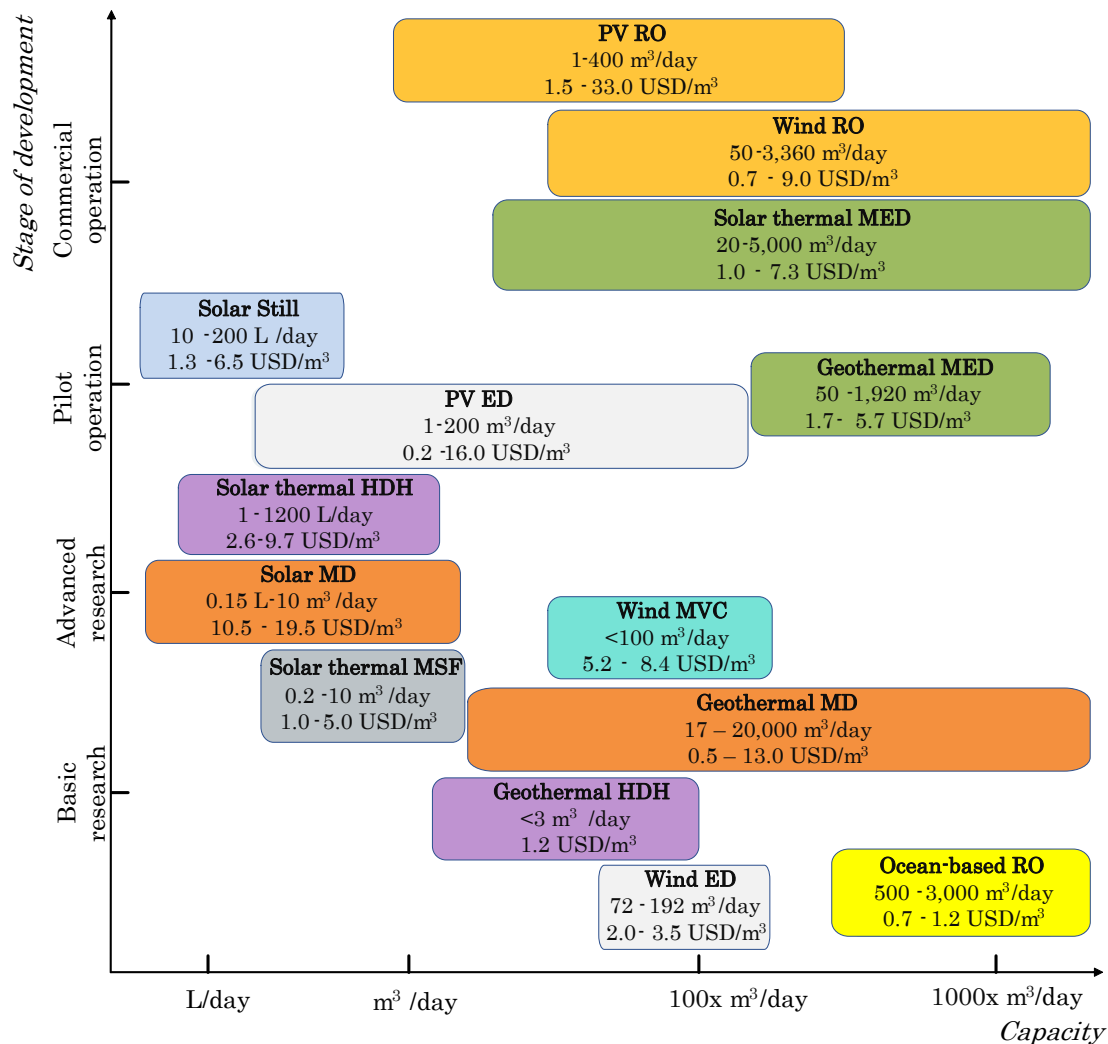 Stage of development
Commercial
operation
Pilot
operation
Advanced
research
Basic
research
PV RO
1-400 m³/day
1.5 - 33.0 USD/m³
Wind RO
50-3,360 m³/day
0.7 - 9.0 USD/m³
Solar thermal MED
20-5,000 m³/day
1.0 - 7.3 USD/m³
Solar Still
10 -200 L /day
1.3 -6.5 USD/m³
Geothermal MED
50 -1,920 m³/day
1.7- 5.7 USD/m³
PV ED
1-200 m³/day
0.2 -16.0 USD/m³
Solar thermal HDH
1 - 1200 L/day
2.6-9.7 USD/m³
Solar MD
0.15 L-10 m³/day
10.5 - 19.5 USD/m³
Wind MVC
<100 m³/day
5.2 - 8.4 USD/m³
Solar thermal MSF
0.2 -10 m³ /day
1.0-5.0 USD/m³
Geothermal MD
17 – 20,000 m³/day
0.5 – 13.0 USD/m³
Geothermal HDH
<3 m³ /day
1.2 USD/m³
Wind ED
72 - 192 m³/day
2.0- 3.5 USD/m³
Ocean-based RO
500 - 3,000 m³/day
0.7 - 1.2 USD/m³
L/day
m³ /day
100x m³/day
1000x m³/day
Capacity